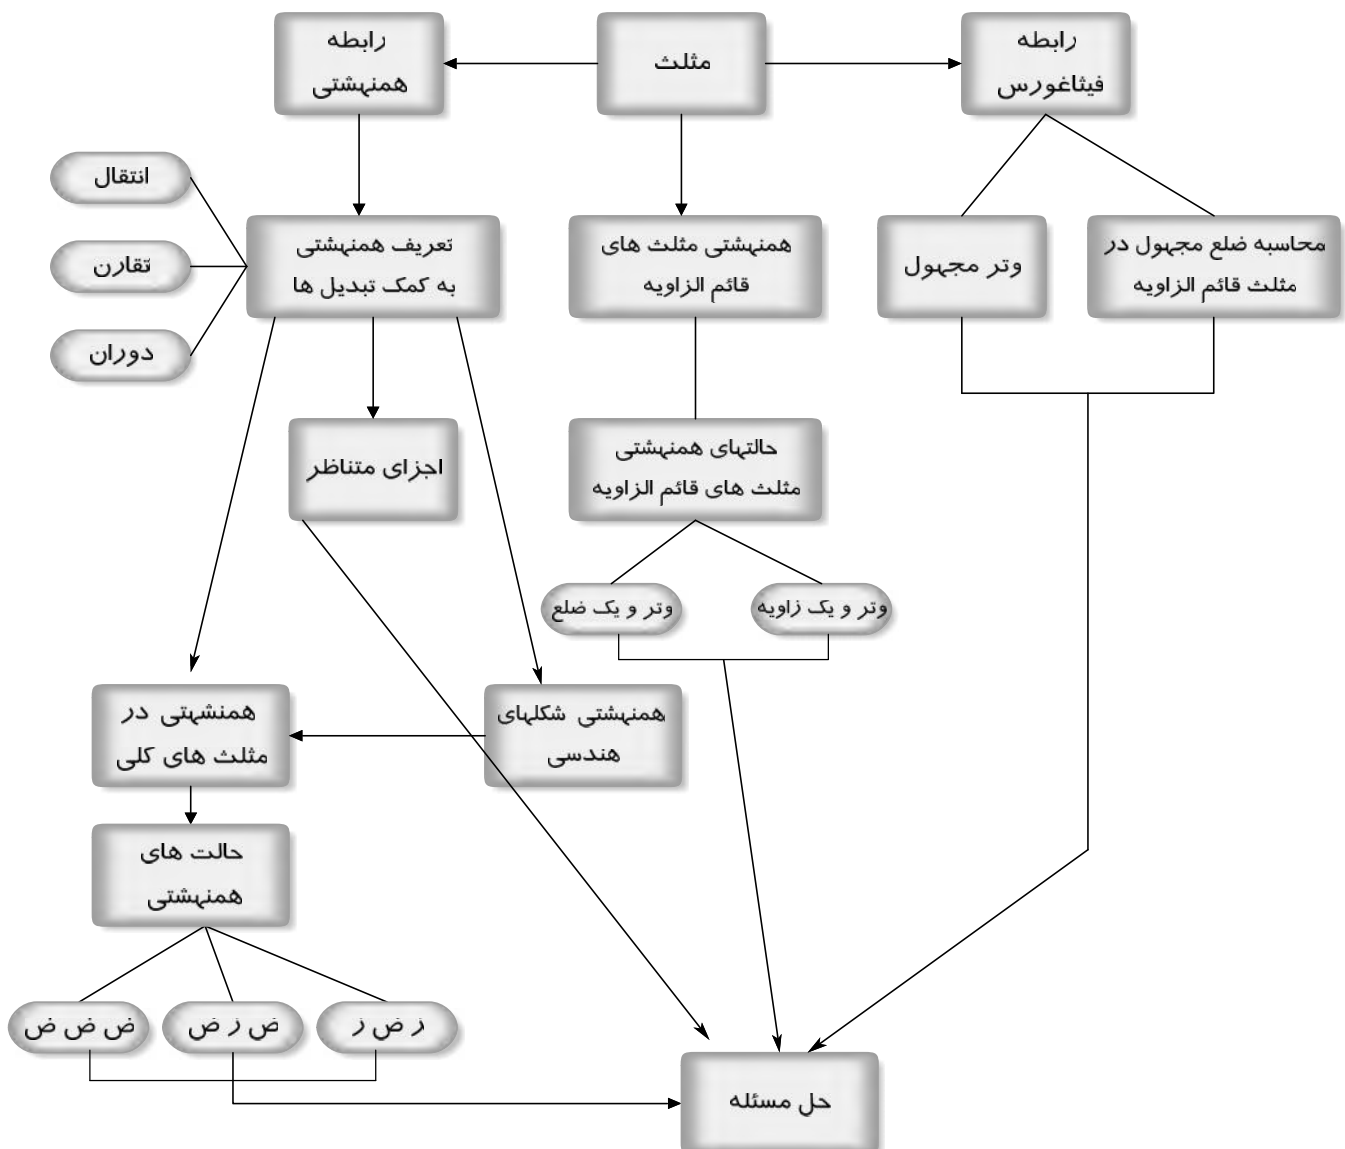 رابطه
فیثاغورس
مثلث
رابطه
همنهشتی
انتقال
تقارن
دوران
محاسبه ضلع مجهول در
مثلث قائم الزاویه
وتر مجهول
همنهشتی مثلث های
قائم الزاویه
تعریف همنهشتی
به کمک تبدیل ها
حالتهای همنهشتی
مثلث های قائم الزاویه
اجزای متناظر
وتر و یک زاویه
وتر و یک ضلع
همنهشتی شکلهای
هندسی
همنشهتی در
مثلث های کلی
حالت های
همنهشتی
ز ض ز
ض ز ض
ض ض ض
حل مسئله